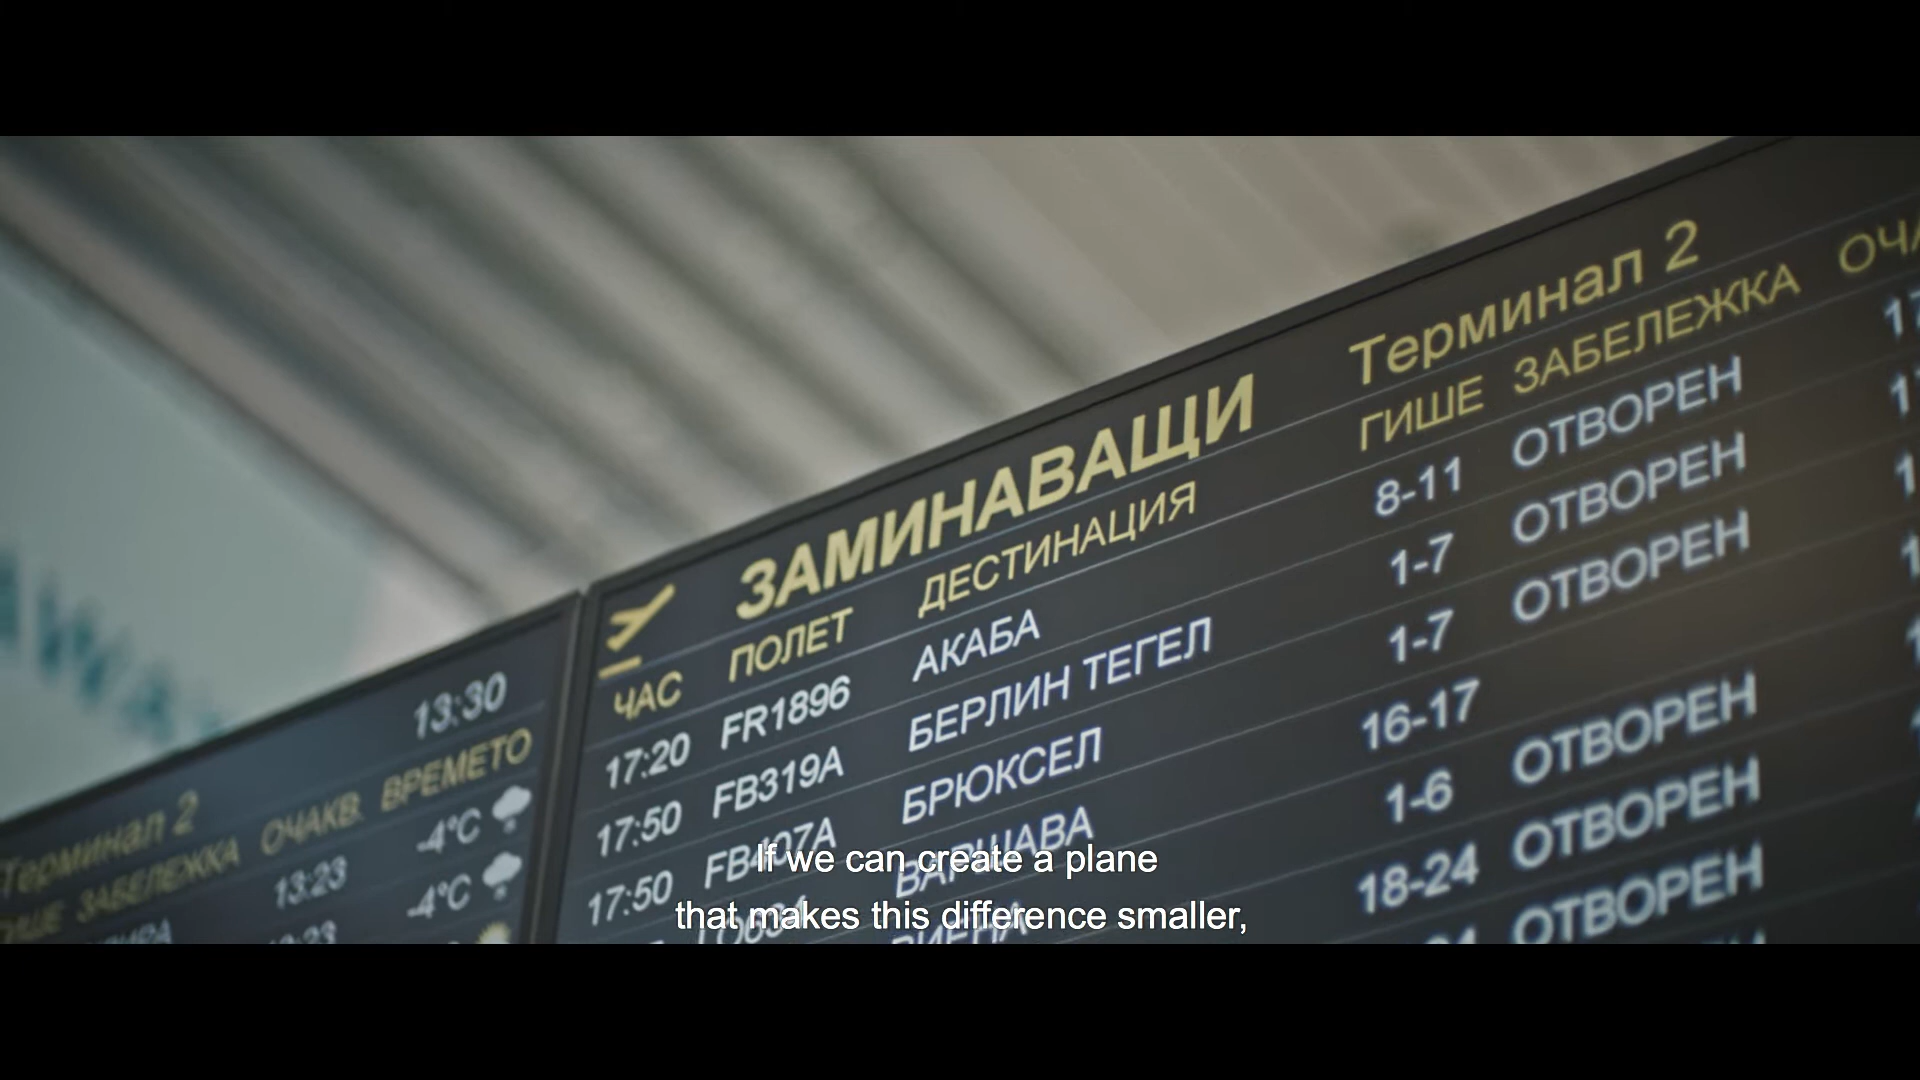 13:30
Терминал 2
ЗАБЕЛЕЖКА ОЧАКВ. ВРЕМЕТО
13:23 -4°C
-4°C
ЗАМИНАВАЩИ Терминал 2
ЧАС ПОЛЕТ ДЕСТИНАЦИЯ ГИШЕ ЗАБЕЛЕЖКА
17:20 FR1896 АКАБА 8-11 ОТВОРЕН
17:50 FB319A БЕРЛИН ТЕГЕЛ 1-7 ОТВОРЕН
17:50 FB407A БРЮКСЕЛ 1-7 ОТВОРЕН
ВАРШАВА 16-17
1-6 ОТВОРЕН
18-24 ОТВОРЕН
ОТВОРЕН
If we can create a plane
that makes this difference smaller,